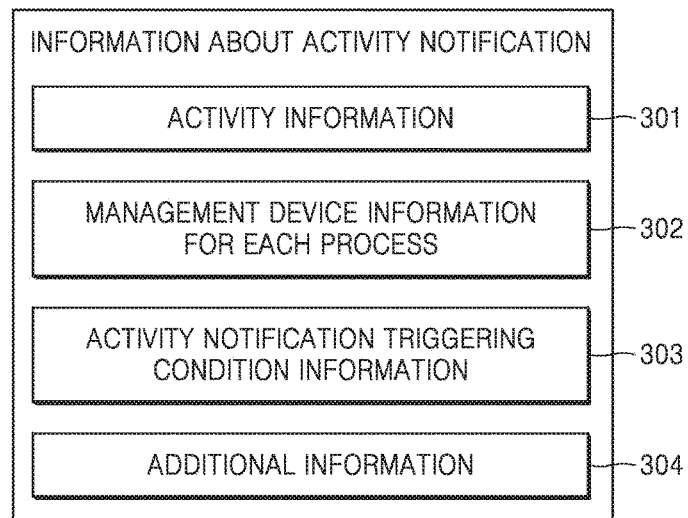 INFORMATION ABOUT ACTIVITY NOTIFICATION
ACTIVITY INFORMATION
301
MANAGEMENT DEVICE INFORMATION
FOR EACH PROCESS
302
ACTIVITY NOTIFICATION TRIGGERING
CONDITION INFORMATION
303
ADDITIONAL INFORMATION
304